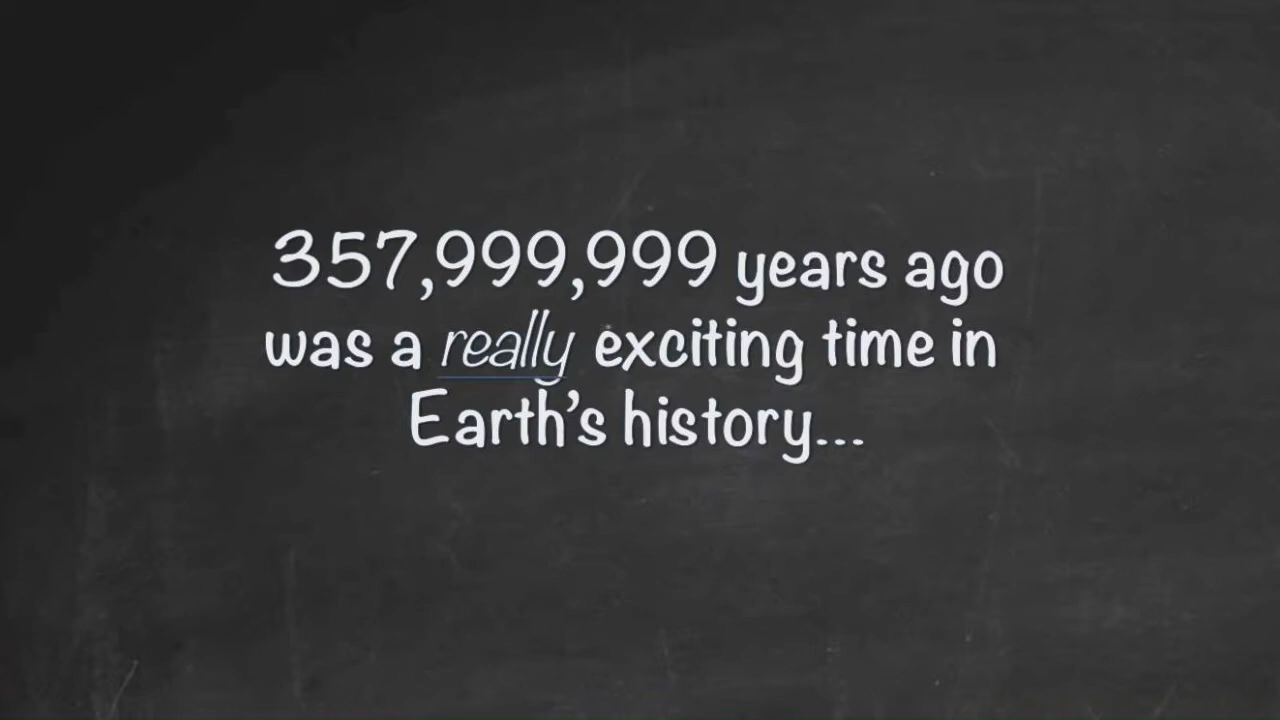 357,999,999 years ago
was a really exciting time in
Earth’s history...